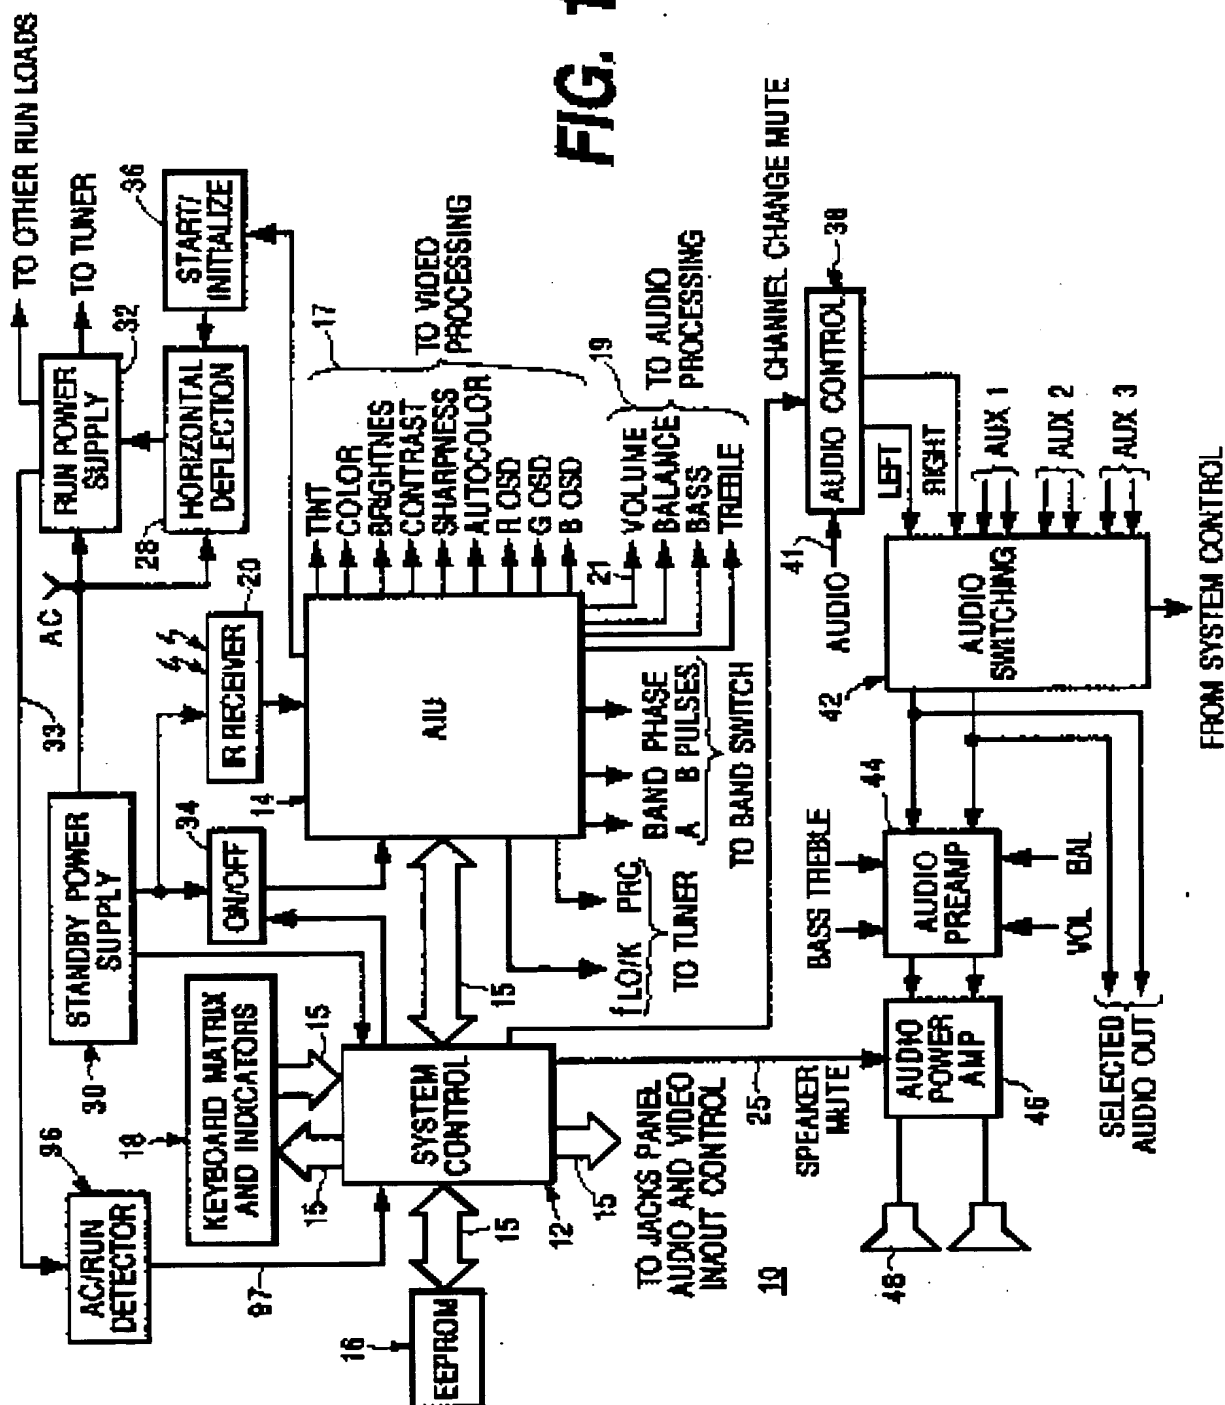 FIG. 1
TO OTHER RUN LOADS
TO TUNER
36
START/
INITIALIZE
32
RUN POWER
SUPPLY
HORIZONTAL
DEFLECTION
28
AC
33
20
IR RECEIVER
STANDBY POWER
SUPPLY
30
34
ON/OFF
96
AC/RUN
DETECTOR
97
18
KEYBOARD MATRIX
AND INDICATORS
15
15
14
AIU
17
TINT
COLOR
BRIGHTNES
CONTRAST
SHARPNESS
AUTOCOLOR
R OSD
G OSD
B OSD
TO VIDEO
PROCESSING
19
21
VOLUME
BALANCE
BASS
TREBLE
TO AUDIO
PROCESSING
BAND PHASE
A B PULSES
TO BAND SWITCH
fLO/K PRG
TO TUNER
15
SYSTEM
CONTROL
12
15
15
EEPROM
16
TO JACKS PANEL
AUDIO AND VIDEO
IN/OUT CONTROL
10
CHANNEL CHANGE MUTE
25
SPEAKER
MUTE
38
AUDIO CONTROL
41
AUDIO
LEFT
RIGHT
AUX 1
AUX 2
AUX 3
AUDIO
SWITCHING
42
FROM SYSTEM CONTROL
44
BASS TREBLE
AUDIO
PREAMP
VOL BAL
AUDIO
POWER
AMP
46
48
SELECTED
AUDIO OUT